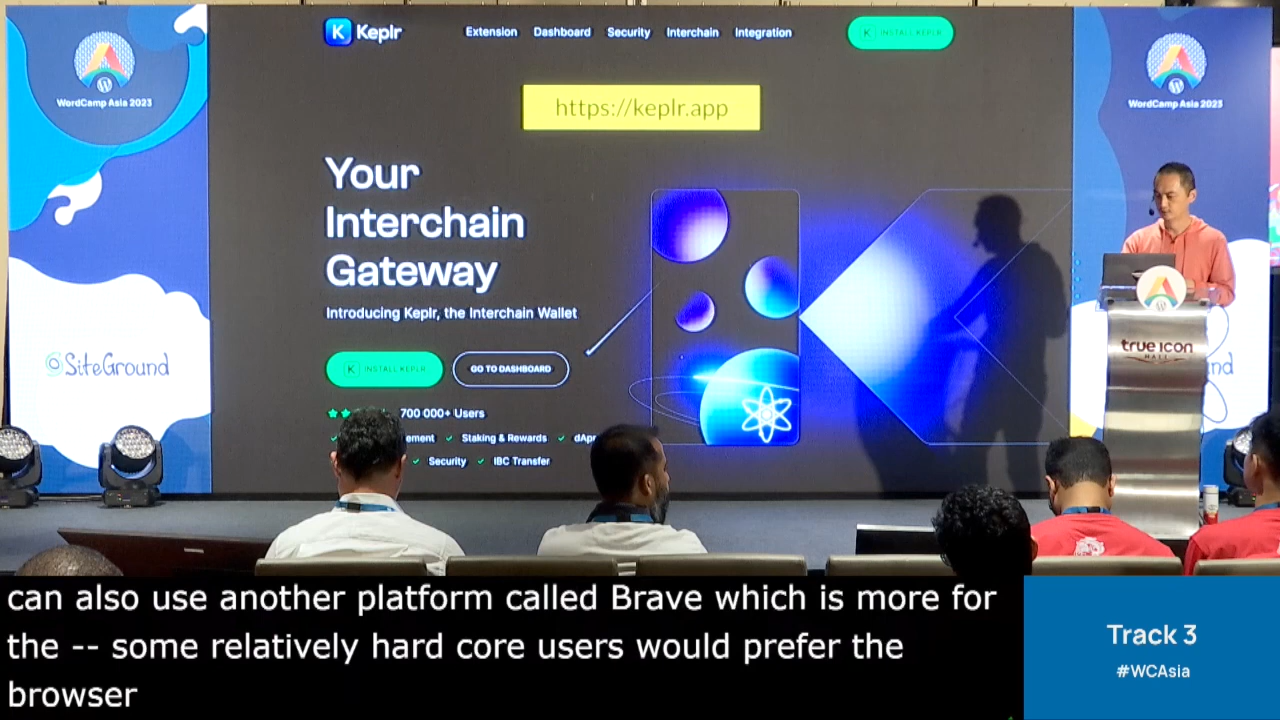 K Keplr
Extension Dashboard Security Interchain Integration
K INSTALL KEPLR
WordCamp Asia 2023
WordCamp Asia 2023
https://keplr.app
Your
Interchain
Gateway
Introducing Keplr, the Interchain Wallet
K INSTALL KEPLR
GO TO DASHBOARD
700 000+ Users
ement Staking & Rewards dAp
Security IBC Transfer
SiteGround
true icon
HALL
nd
can also use another platform called Brave which is more for
the -- some relatively hard core users would prefer the
browser
Track 3
#WCAsia